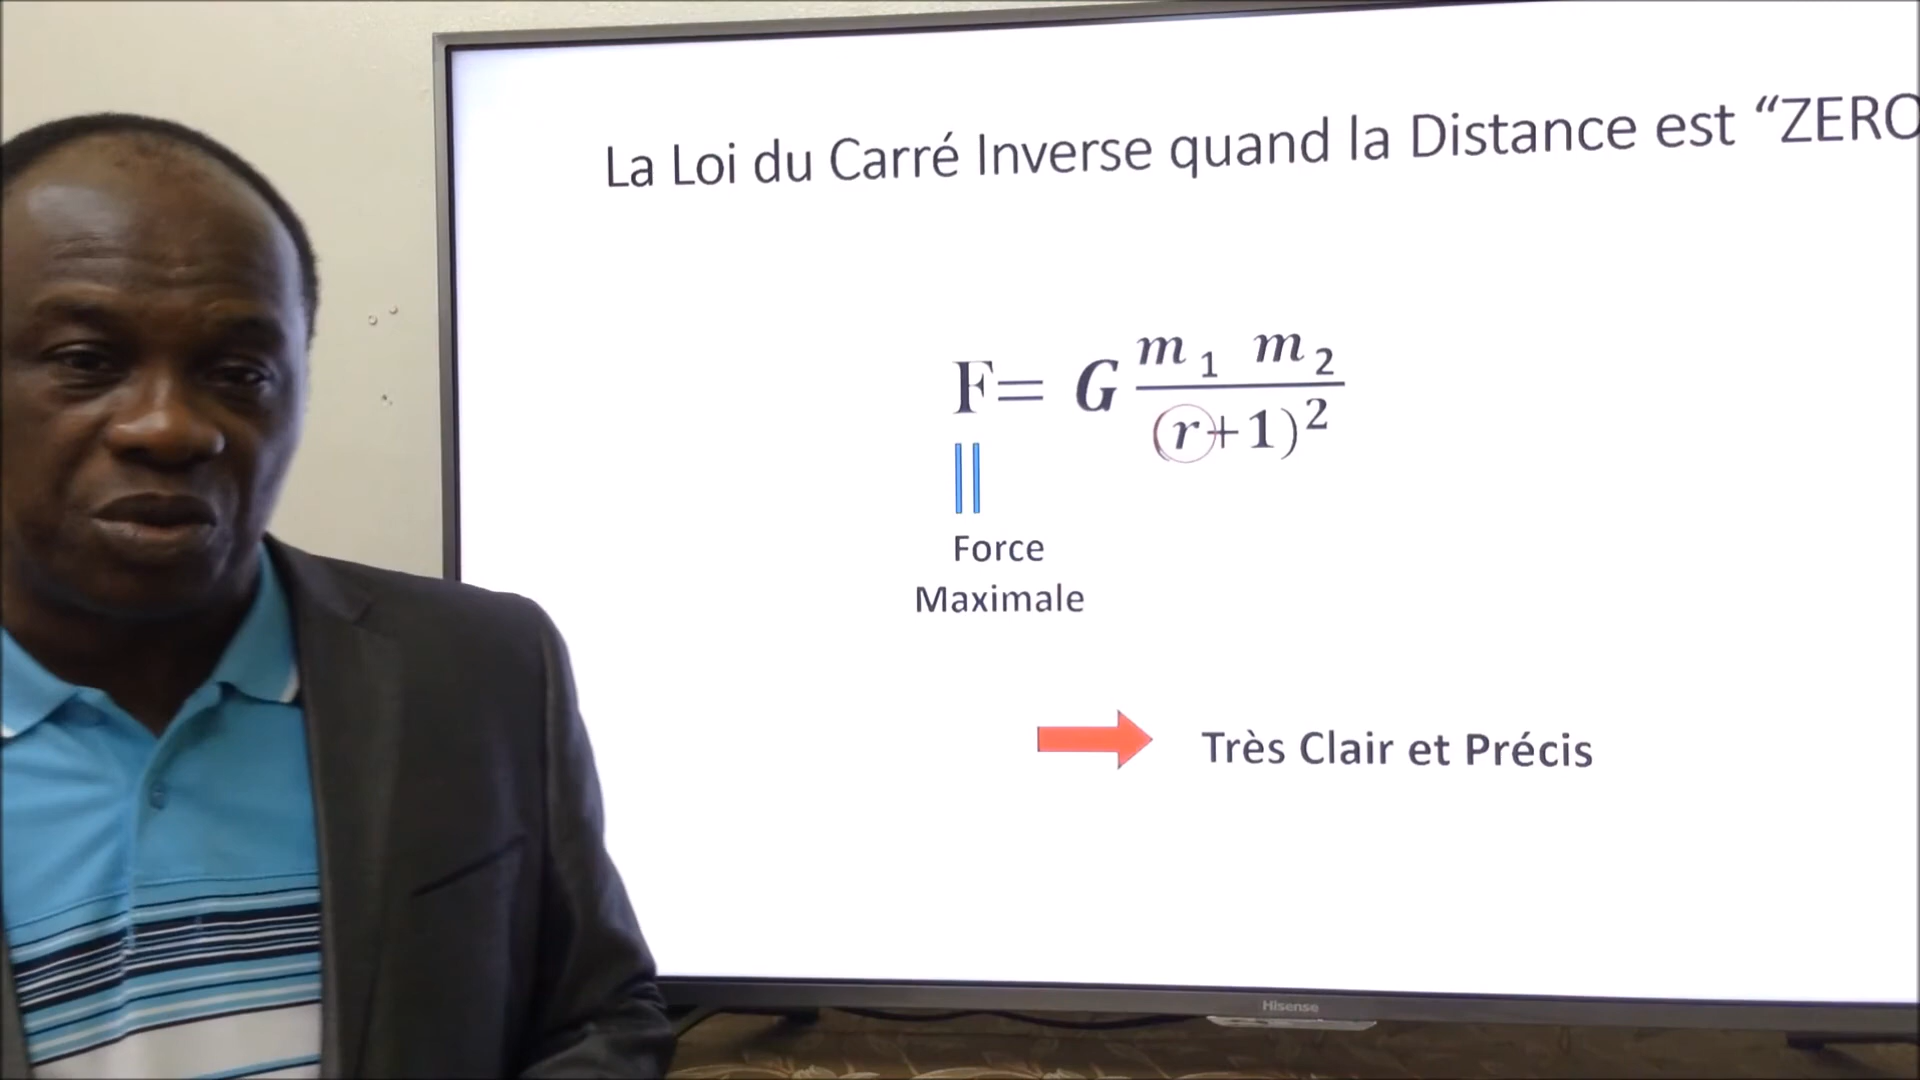 La Loi du Carré Inverse quand la Distance est “ZERO
F= G m₁ m₂
(r+1)²
Force
Maximale
Très Clair et Précis
Hisense